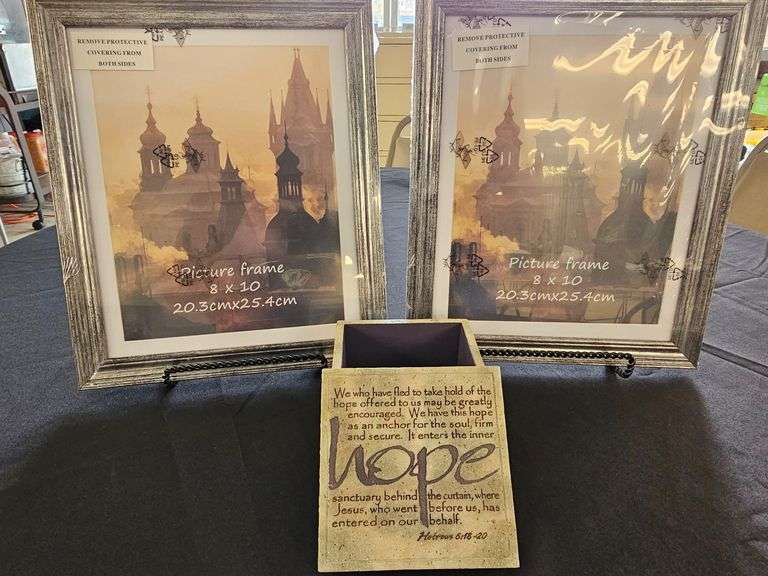 REMOVE PROTECTIVE
COVERING FROM
BOTH SIDES
Picture frame
8 x 10
20.3cmx25.4cm
REMOVE PROTECTIVE
COVERING FROM
BOTH SIDES
Picture frame
8 x 10
20.3cmx25.4cm
We who have fled to take hold of the
hope offered to us may be greatly
encouraged. We have this hope
as an anchor for the soul, firm
and secure. It enters the inner
hope
sanctuary behind the curtain, where
Jesus, who went before us, has
entered on our behalf.
Hebrews 6:18-20